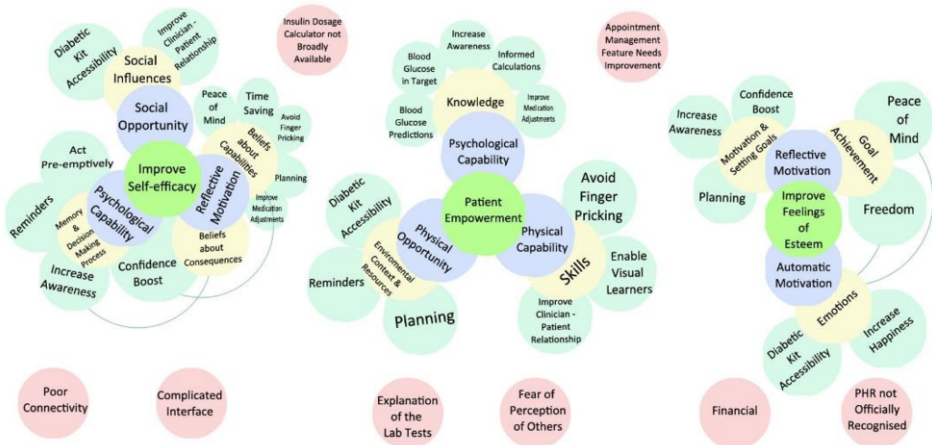 Diabetic
Kit
Accessibility
Improve
Clinician -
Patient
Relationship
Social
Influences
Social
Opportunity
Improve
Self-efficacy
Peace
of
Mind
Time
Saving
Avoid
Finger
Pricking
Beliefs
about
Capabilities
Planning
Improve Medication
Adjustments
Reflective
Motivation
Beliefs about
Consequences
Act
Pre-emptively
Psychological
Capability
Reminders
Memory
&
Decision
Making
Process
Increase
Awareness
Confidence
Boost
Insulin Dosage
Calculator not
Broadly
Available
Poor
Connectivity
Complicated
Interface
Increase
Awareness
Blood
Glucose
in Target
Informed
Calculations
Blood Glucose
Predictions
Knowledge
Improve
Medication
Adjustments
Psychological
Capability
Patient
Empowerment
Diabetic
Kit
Accessibility
Physical
Opportunity
Enviromental
Context &
Resources
Reminders
Planning
Physical
Capability
Avoid
Finger
Pricking
Skills
Enable
Visual
Learners
Improve
Clinician -
Patient
Relationship
Appointment
Management
Feature Needs
Improvement
Explanation
of the
Lab Tests
Fear of
Perception
of Others
Confidence
Boost
Increase
Awareness
Motivation &
Setting Goals
Planning
Reflective
Motivation
Goal
Achievement
Peace
of
Mind
Freedom
Improve
Feelings
of
Esteem
Automatic
Motivation
Emotions
Diabetic
Kit
Accessibility
Increase
Happiness
Financial
PHR not
Officially
Recognised